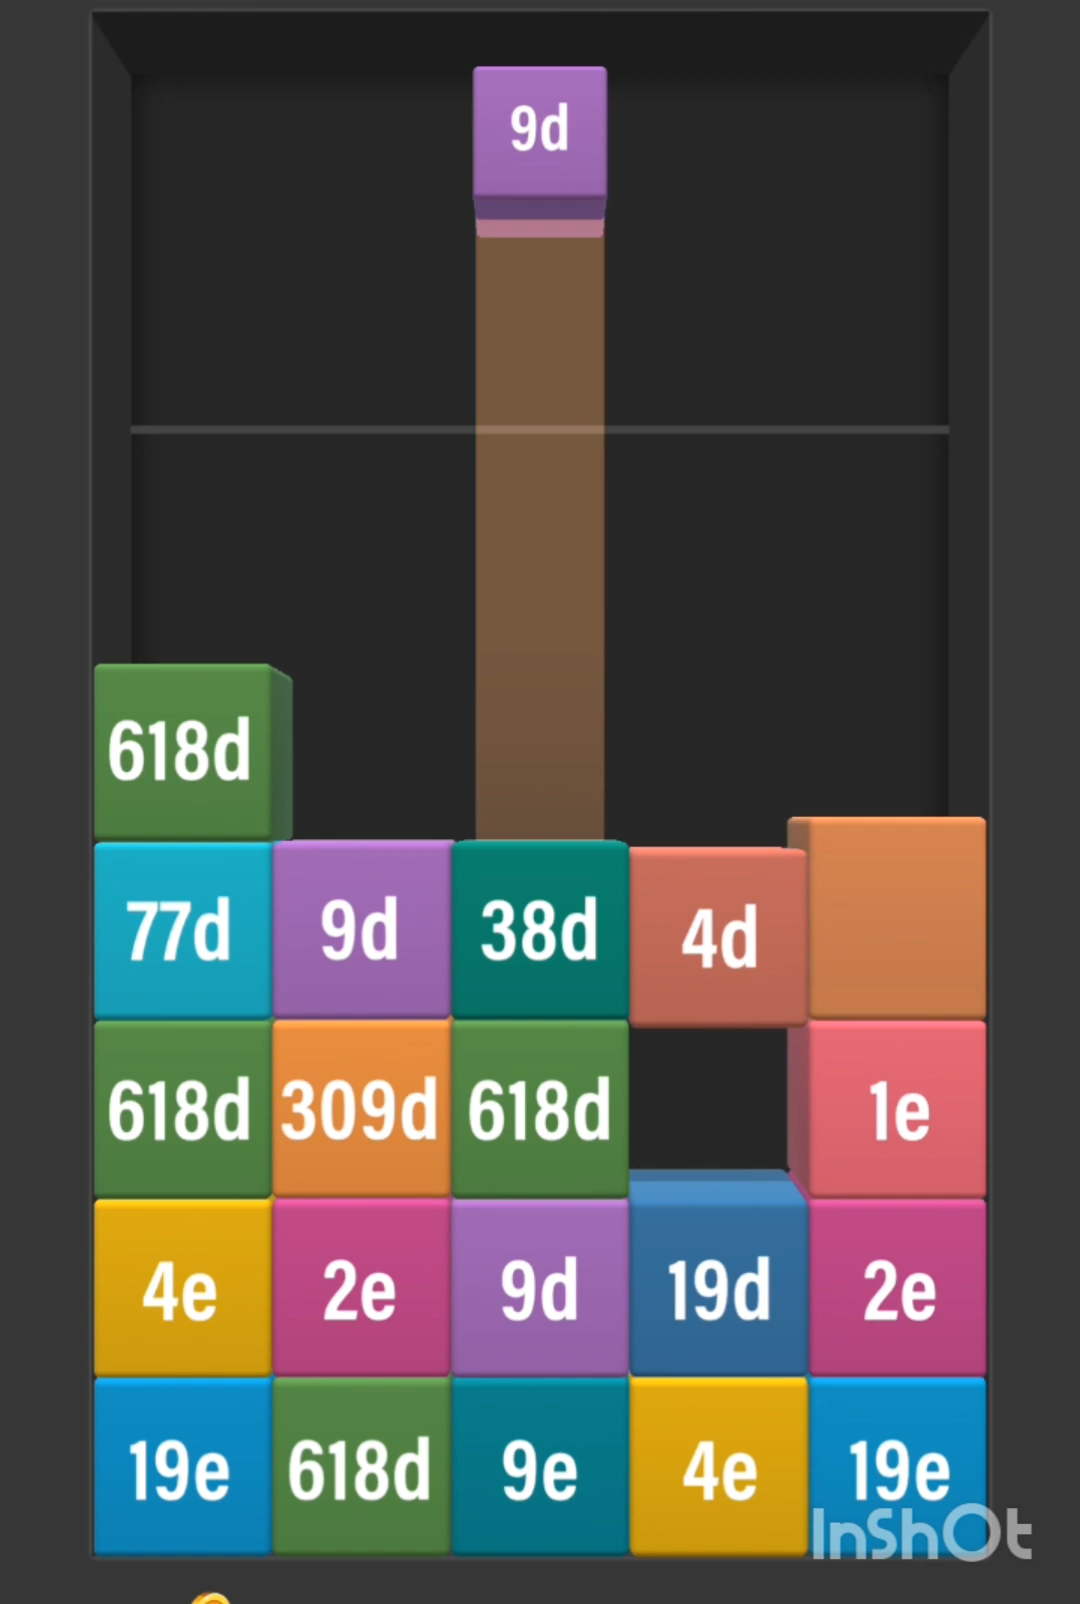 9d
618d
77d 9d 38d 4d
618d 309d 618d 1e
4e 2e 9d 19d 2e
19e 618d 9e 4e 19e
InShOt